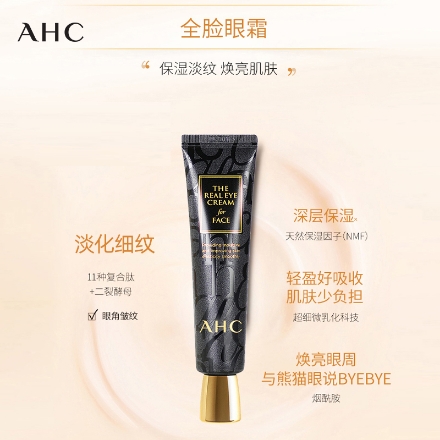 AHC
全脸眼霜
“ 保湿淡纹 焕亮肌肤 ”
淡化细纹
11种复合肽
+二裂酵母
眼角皱纹
THE
REAL EYE
CREAM
for
FACE
AHC
深层保湿
天然保湿因子(NMF)
轻盈好吸收
肌肤少负担
超细微乳化科技
焕亮眼周
与熊猫眼说BYEBYE
烟酰胺